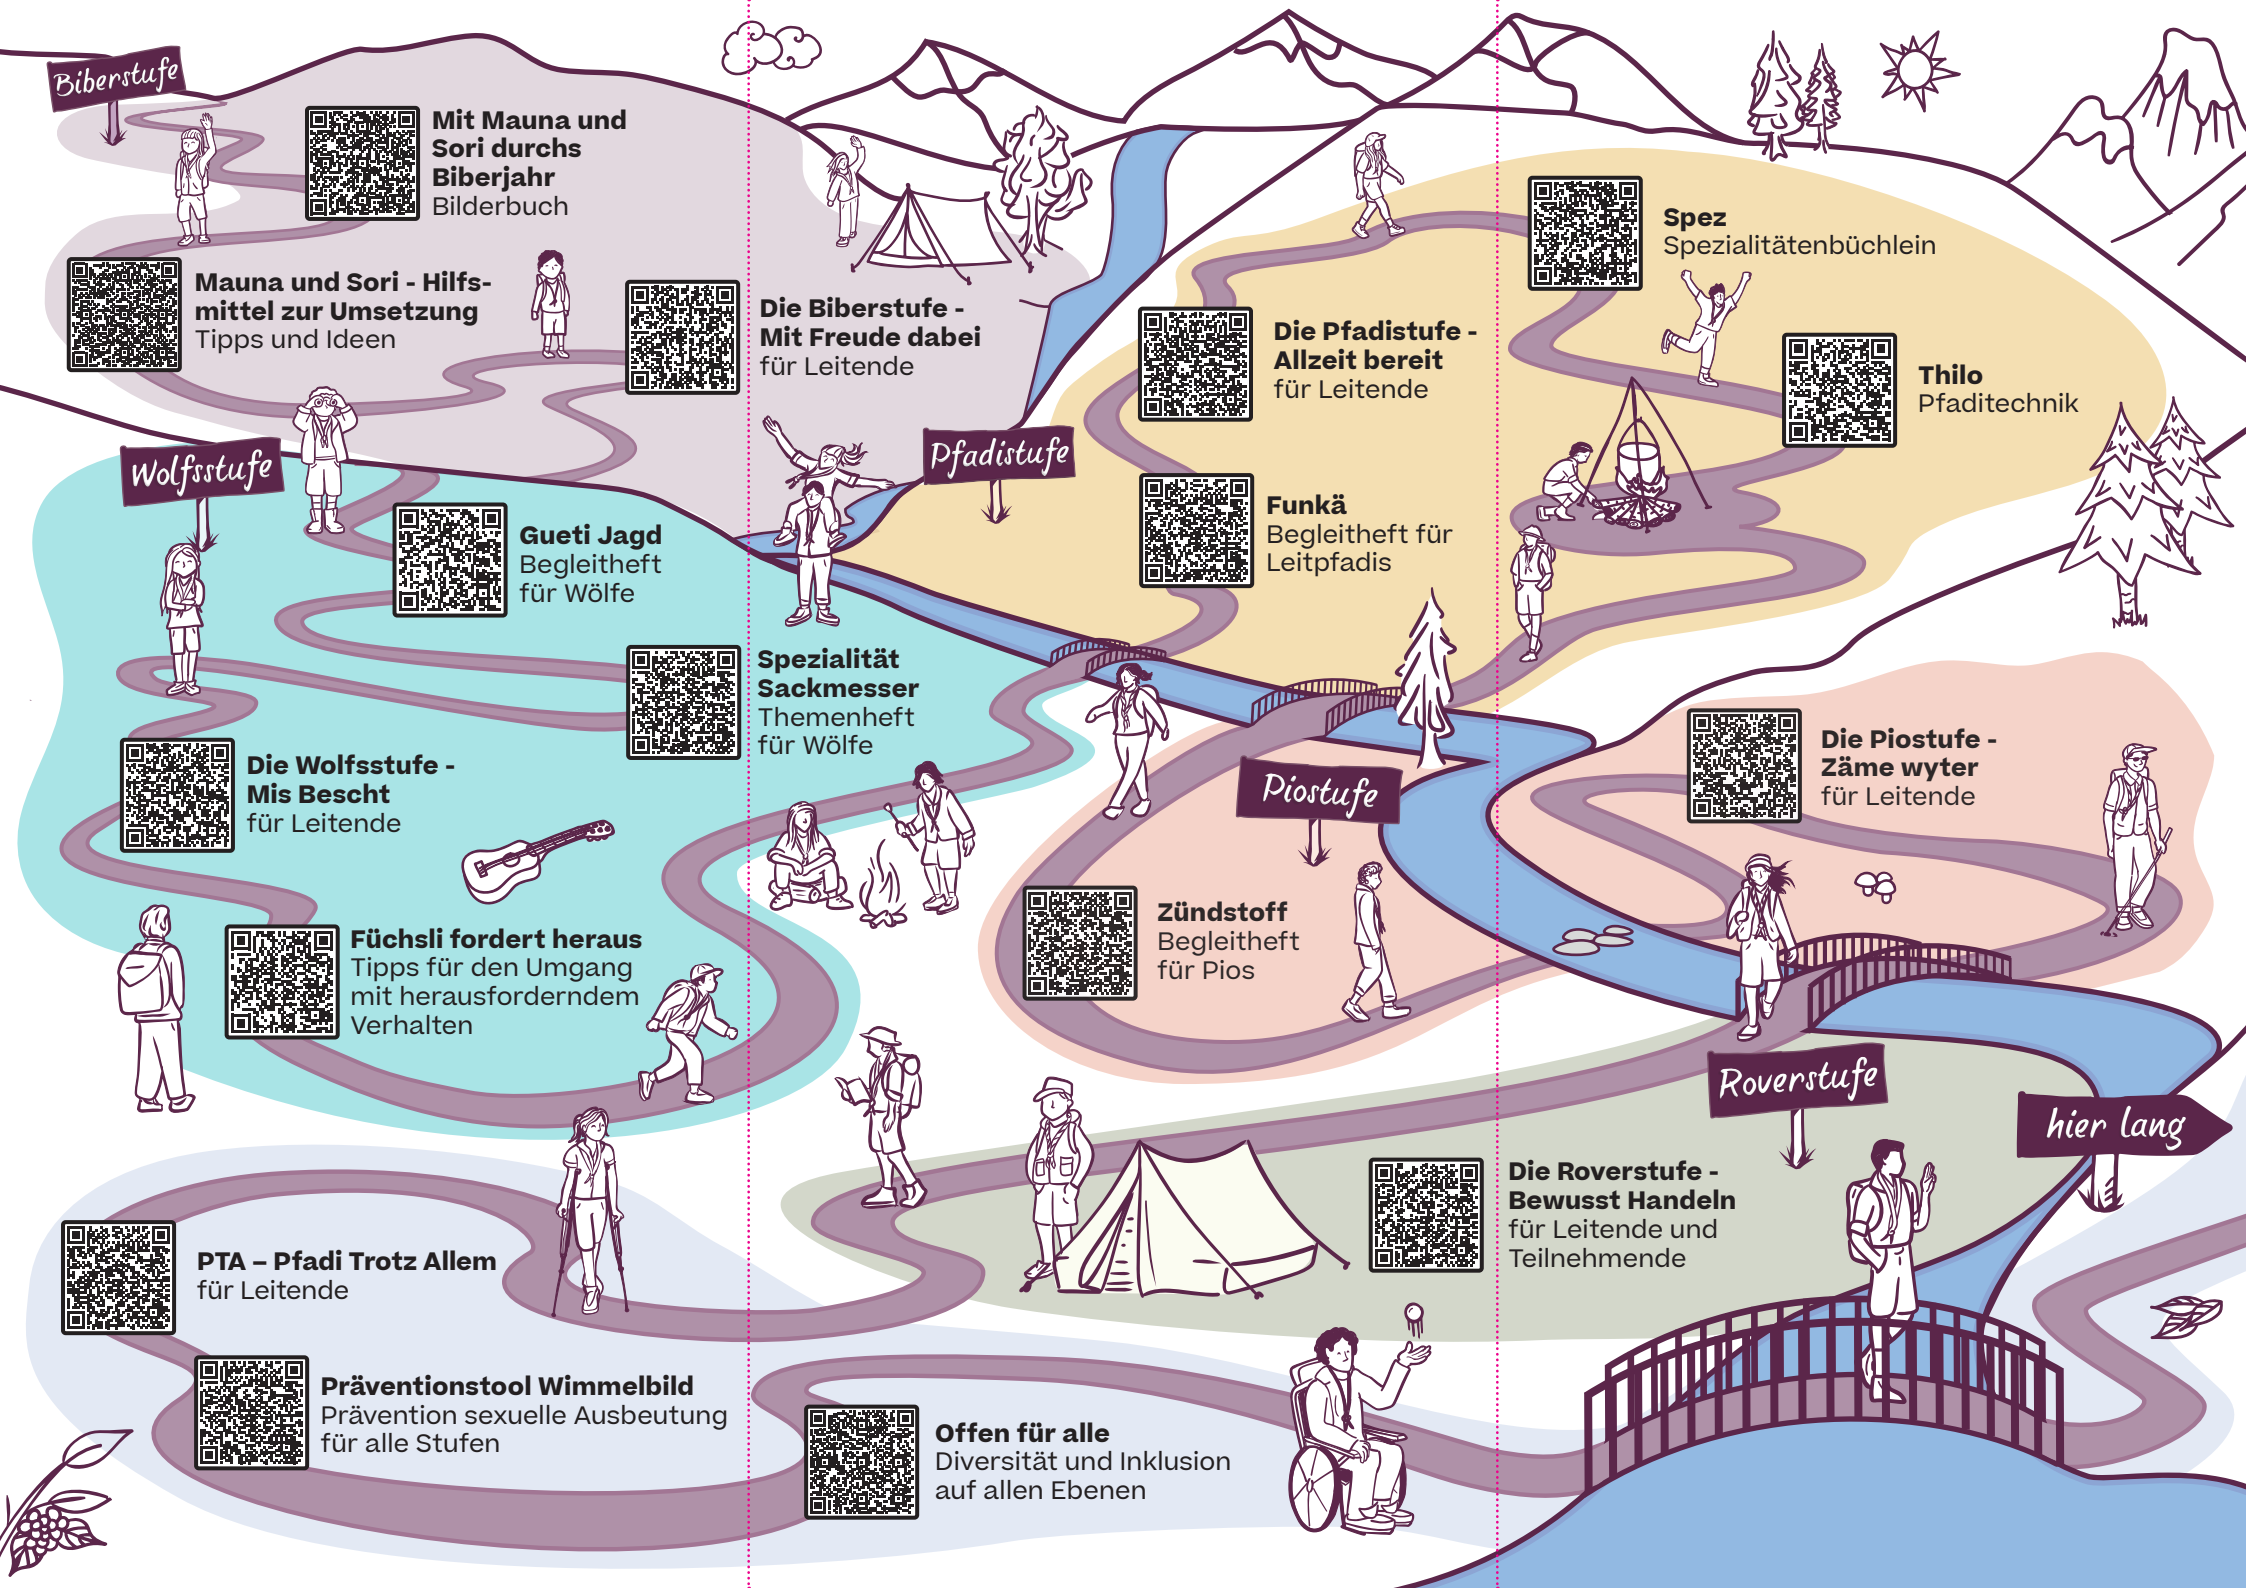 Biberstufe
Mit Mauna und
Sori durchs
Biberjahr
Bilderbuch
Mauna und Sori - Hilfs-
mittel zur Umsetzung
Tipps und Ideen
Die Biberstufe -
Mit Freude dabei
für Leitende
Wolfsstufe
Gueti Jagd
Begleitheft
für Wölfe
Spezialität
Sackmesser
Themenheft
für Wölfe
Die Wolfsstufe -
Mis Bescht
für Leitende
Füchsli fordert heraus
Tipps für den Umgang
mit herausforderndem
Verhalten
Pfadistufe
Die Pfadistufe -
Allzeit bereit
für Leitende
Funkä
Begleitheft für
Leitpfadis
Spez
Spezialitätenbüchlein
Thilo
Pfaditechnik
Piostufe
Zündstoff
Begleitheft
für Pios
Die Piostufe -
Zäme wyter
für Leitende
Roverstufe
Die Roverstufe -
Bewusst Handeln
für Leitende und
Teilnehmende
hier lang
PTA – Pfadi Trotz Allem
für Leitende
Präventionstool Wimmelbild
Prävention sexuelle Ausbeutung
für alle Stufen
Offen für alle
Diversität und Inklusion
auf allen Ebenen